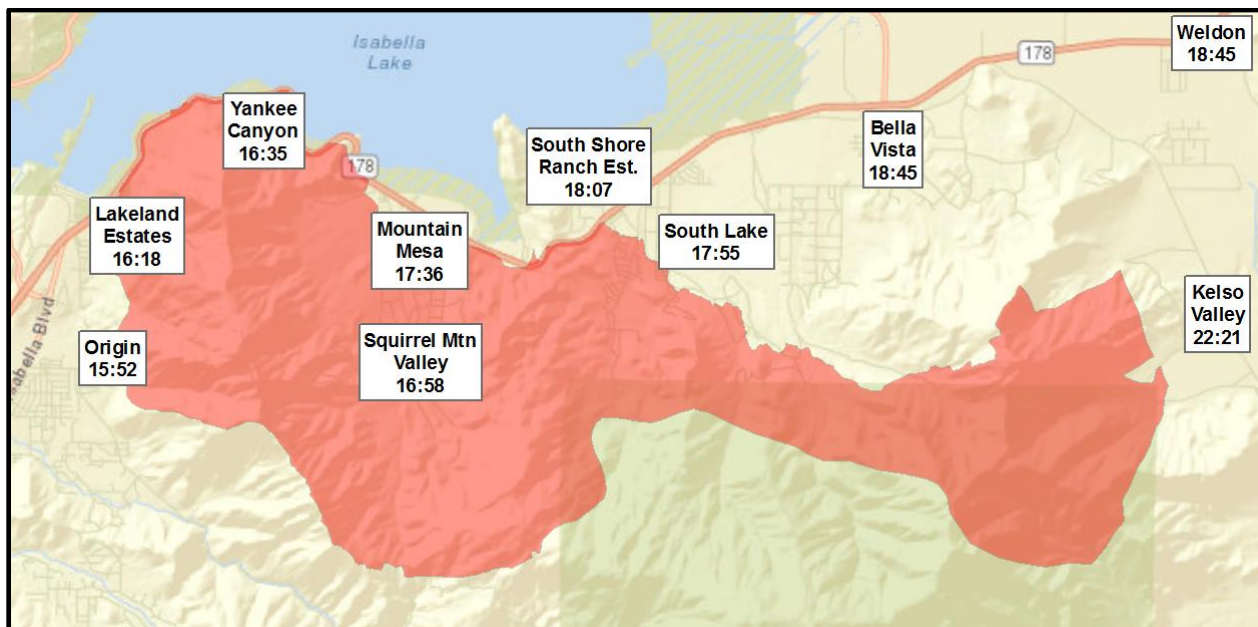 Isabella
Lake
178
Weldon
18:45
Yankee
Canyon
16:35
178
South Shore
Ranch Est.
18:07
Bella
Vista
18:45
Lakeland
Estates
16:18
Mountain
Mesa
17:36
South Lake
17:55
Kelso
Valley
22:21
Origin
15:52
Squirrel Mtn
Valley
16:58
sabella Blvd